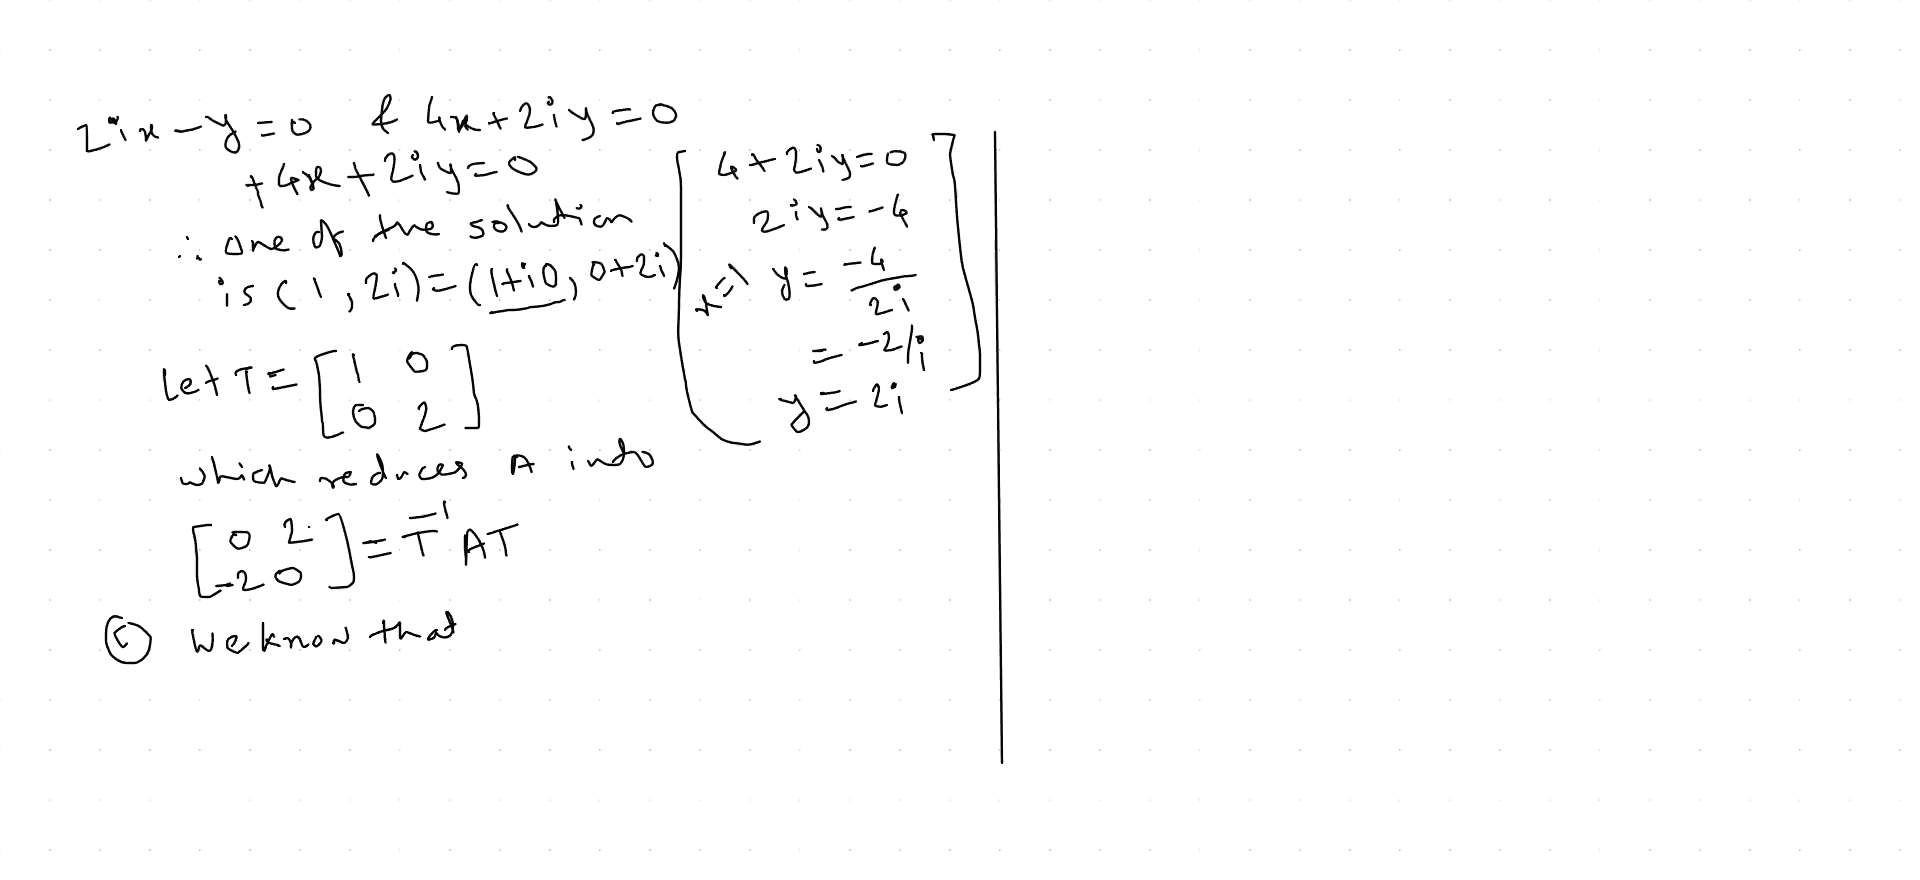 2ix - y = 0 & 4x + 2iy = 0
+ 4x + 2iy = 0
∴ one of the solution
is (1, 2i) = (1+i0, 0+2i)
[ 4 + 2iy = 0 ]
2iy = -4
x=1 y = -4/2i
= -2/i
y = 2i
Let T = [1 0
0 2]
which reduces A into
[0 2
-2 0] = T⁻¹AT
ⓒ We know that